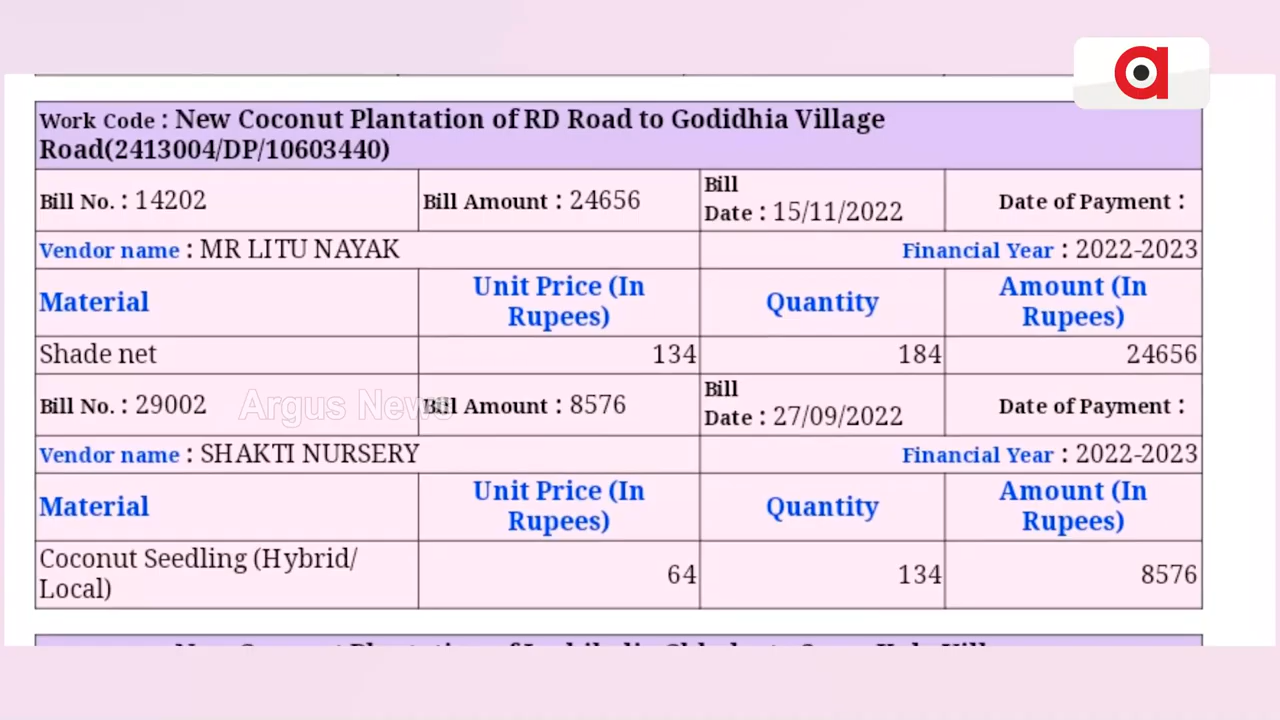 Work Code : New Coconut Plantation of RD Road to Godidhia Village
Road(2413004/DP/10603440)
Bill No. : 14202
Bill Amount : 24656
Bill
Date : 15/11/2022
Date of Payment :
Vendor name : MR LITU NAYAK
Financial Year : 2022-2023
Material
Unit Price (In
Rupees)
Quantity
Amount (In
Rupees)
Shade net
134
184
24656
Bill No. : 29002
Argus News
Bill Amount : 8576
Bill
Date : 27/09/2022
Date of Payment :
Vendor name : SHAKTI NURSERY
Financial Year : 2022-2023
Material
Unit Price (In
Rupees)
Quantity
Amount (In
Rupees)
Coconut Seedling (Hybrid/
Local)
64
134
8576
New Coconut Plantation of